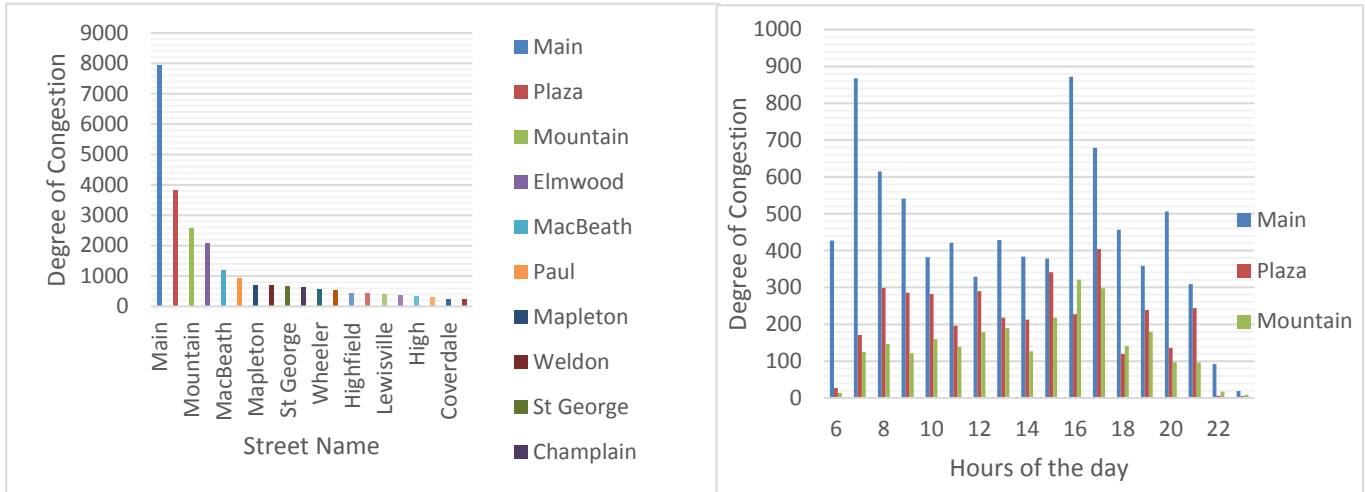 9000
8000
7000
6000
5000
4000
3000
2000
1000
0
Degree of Congestion
Main
Mountain
MacBeath
Mapleton
St George
Wheeler
Highfield
Lewisville
High
Coverdale
Street Name
Main
Plaza
Mountain
Elmwood
MacBeath
Paul
Mapleton
Weldon
St George
Champlain
1000
900
800
700
600
500
400
300
200
100
0
Degree of Congestion
6 8 10 12 14 16 18 20 22
Hours of the day
Main
Plaza
Mountain